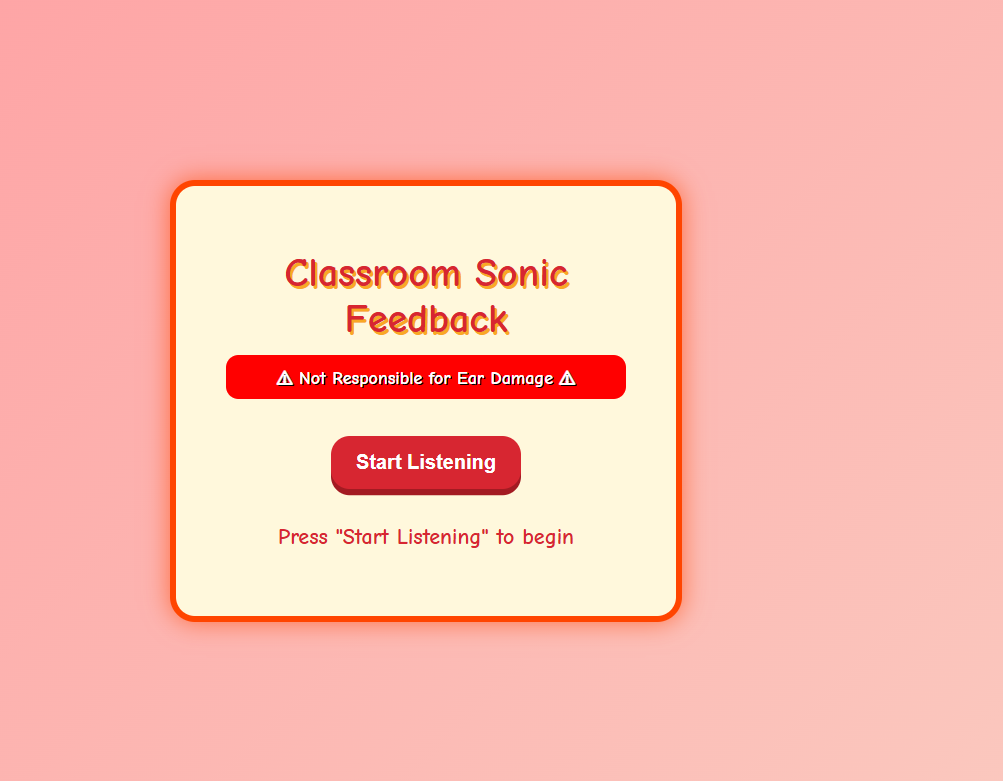 Classroom Sonic
Feedback
⚠ Not Responsible for Ear Damage ⚠
Start Listening
Press "Start Listening" to begin